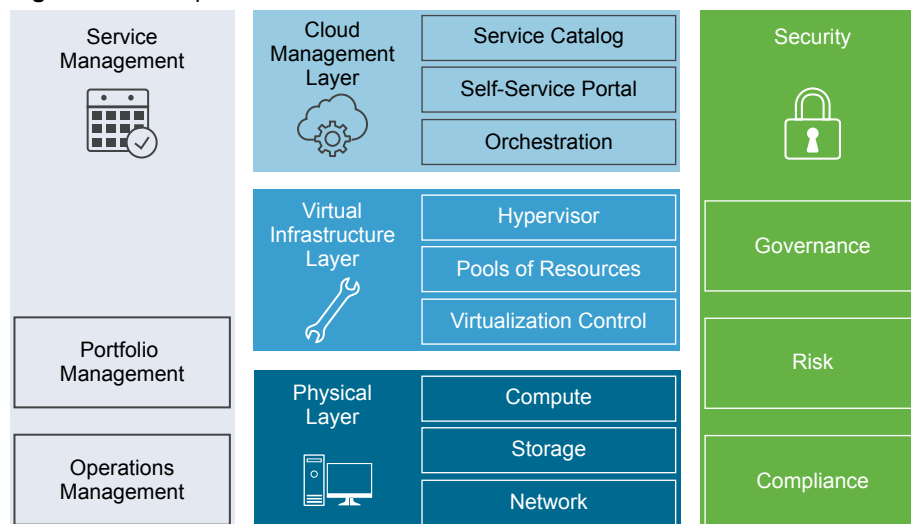 Service
Management
Portfolio
Management
Operations
Management
Cloud
Management
Layer
Service Catalog
Self-Service Portal
Orchestration
Virtual
Infrastructure
Layer
Hypervisor
Pools of Resources
Virtualization Control
Physical
Layer
Compute
Storage
Network
Security
Governance
Risk
Compliance